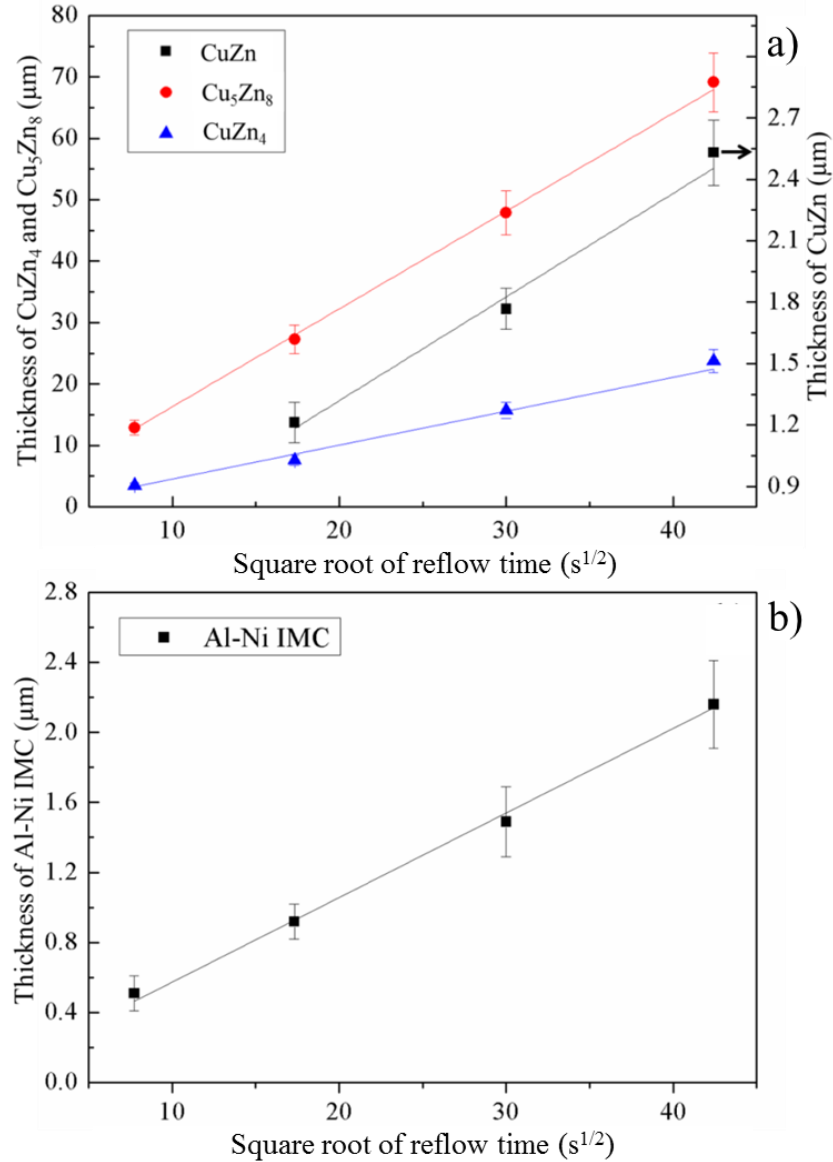 a)
CuZn
Cu₅Zn₈
CuZn₄
80
70
60
50
40
30
20
10
0
2.7
2.4
2.1
1.8
1.5
1.2
0.9
Thickness of CuZn₄ and Cu₅Zn₈ (μm)
Thickness of CuZn (μm)
10 20 30 40
Square root of reflow time (s^1/2)
b)
Al-Ni IMC
2.8
2.4
2.0
1.6
1.2
0.8
0.4
0.0
Thickness of Al-Ni IMC (μm)
10 20 30 40
Square root of reflow time (s^1/2)